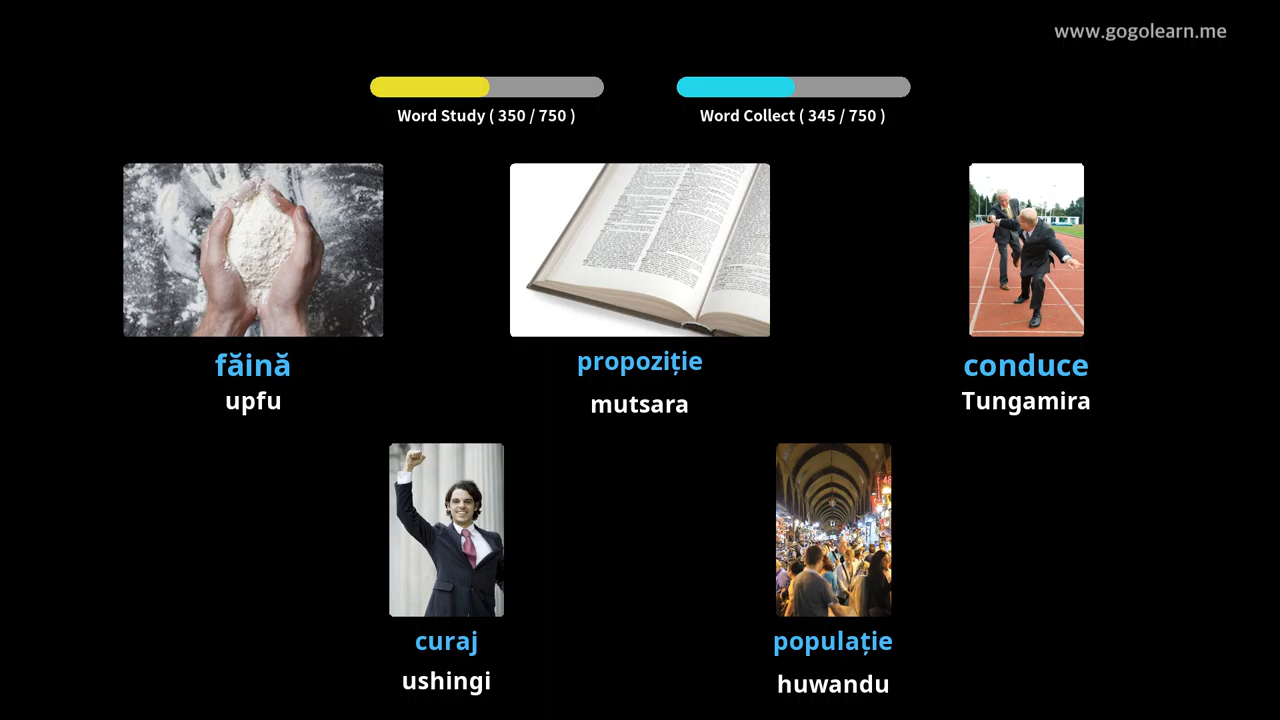 www.gogolearn.me
Word Study ( 350 / 750 )
Word Collect ( 345 / 750 )
făină
upfu
propoziție
mutsara
conduce
Tungamira
curaj
ushingi
populație
huwandu